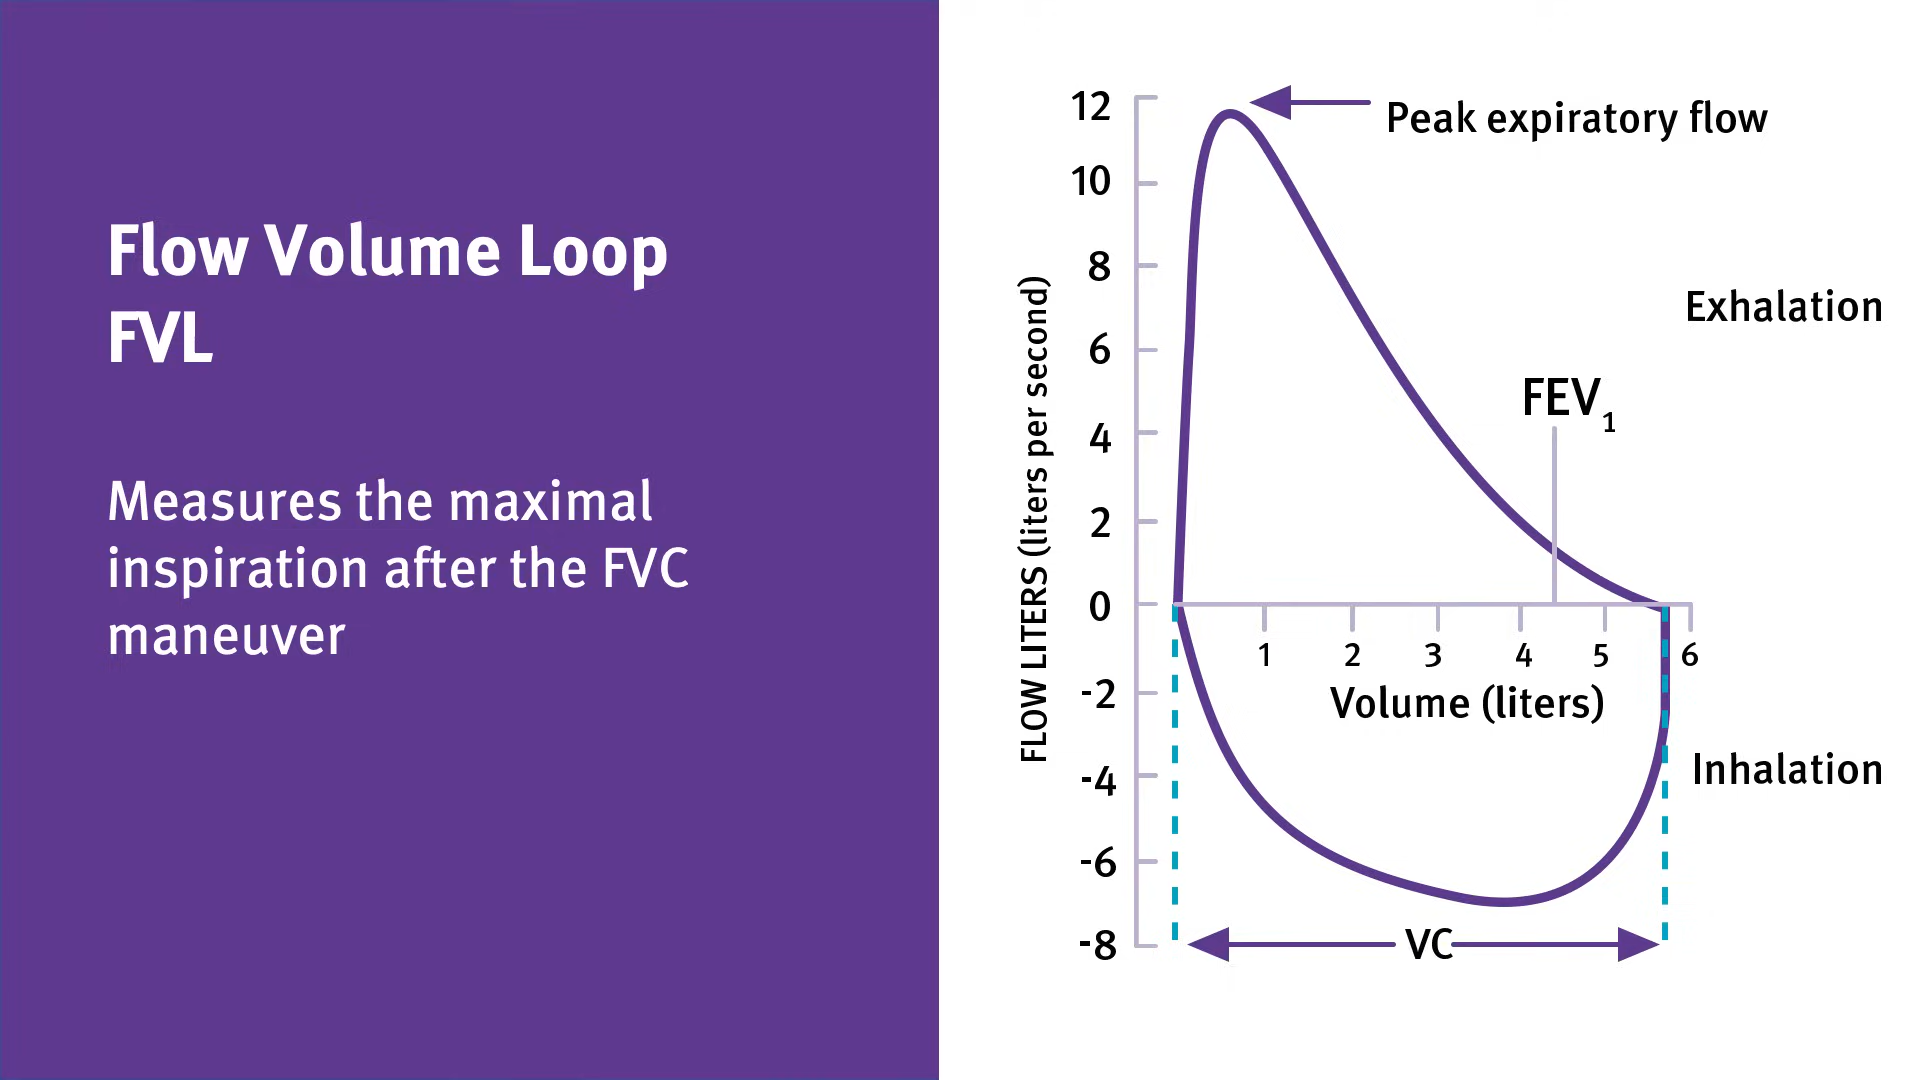 Flow Volume Loop
FVL
Measures the maximal
inspiration after the FVC
maneuver
FLOW LITERS (liters per second)
12
10
8
6
4
2
0
-2
-4
-6
-8
Peak expiratory flow
Exhalation
FEV₁
1 2 3 4 5 6
Volume (liters)
Inhalation
VC